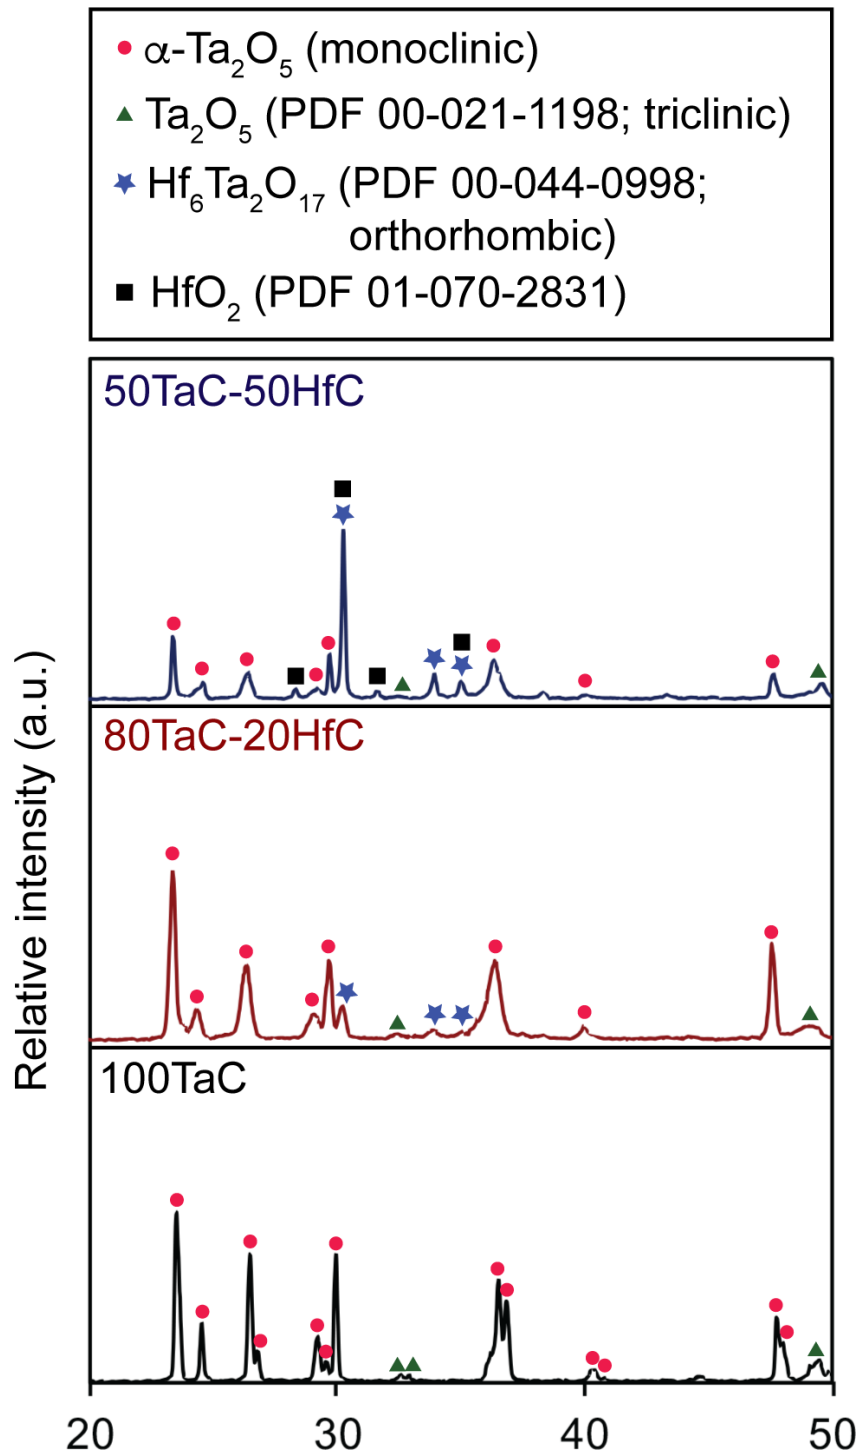 α-Ta₂O₅ (monoclinic)
Ta₂O₅ (PDF 00-021-1198; triclinic)
Hf₆Ta₂O₁₇ (PDF 00-044-0998;
orthorhombic)
HfO₂ (PDF 01-070-2831)
50TaC-50HfC
80TaC-20HfC
100TaC
Relative intensity (a.u.)
20 30 40 50